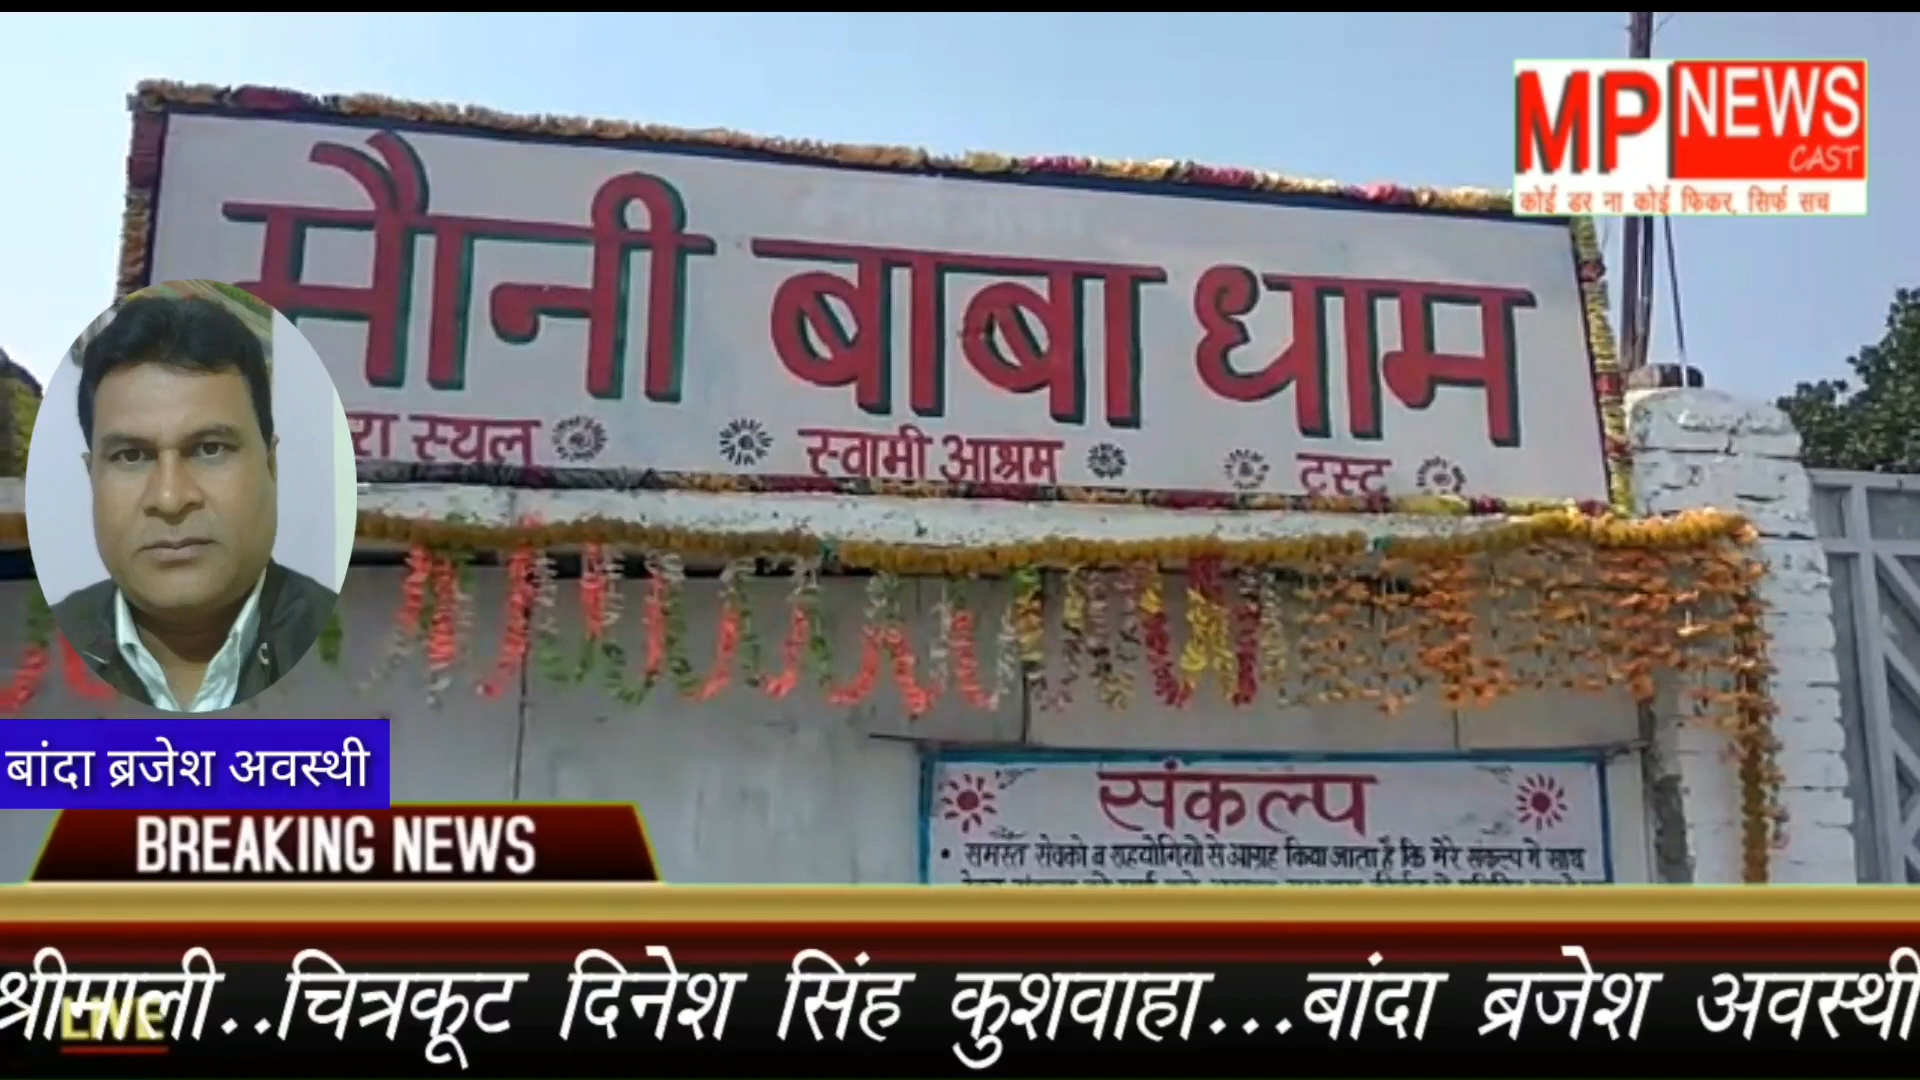 MP NEWS
CAST
कोई डर ना कोई फिकर, सिर्फ सच
मौनी बाबा धाम
रा स्थल स्वामी आश्रम ट्रस्ट
बांदा ब्रजेश अवस्थी
संकल्प
• समस्त सेवको व सहयोगियो से आग्रह किया जाता है कि मेरे संकल्प मे साथ
BREAKING NEWS
श्रीमाली..चित्रकूट दिनेश सिंह कुशवाहा...बांदा ब्रजेश अवस्थी
LIVE